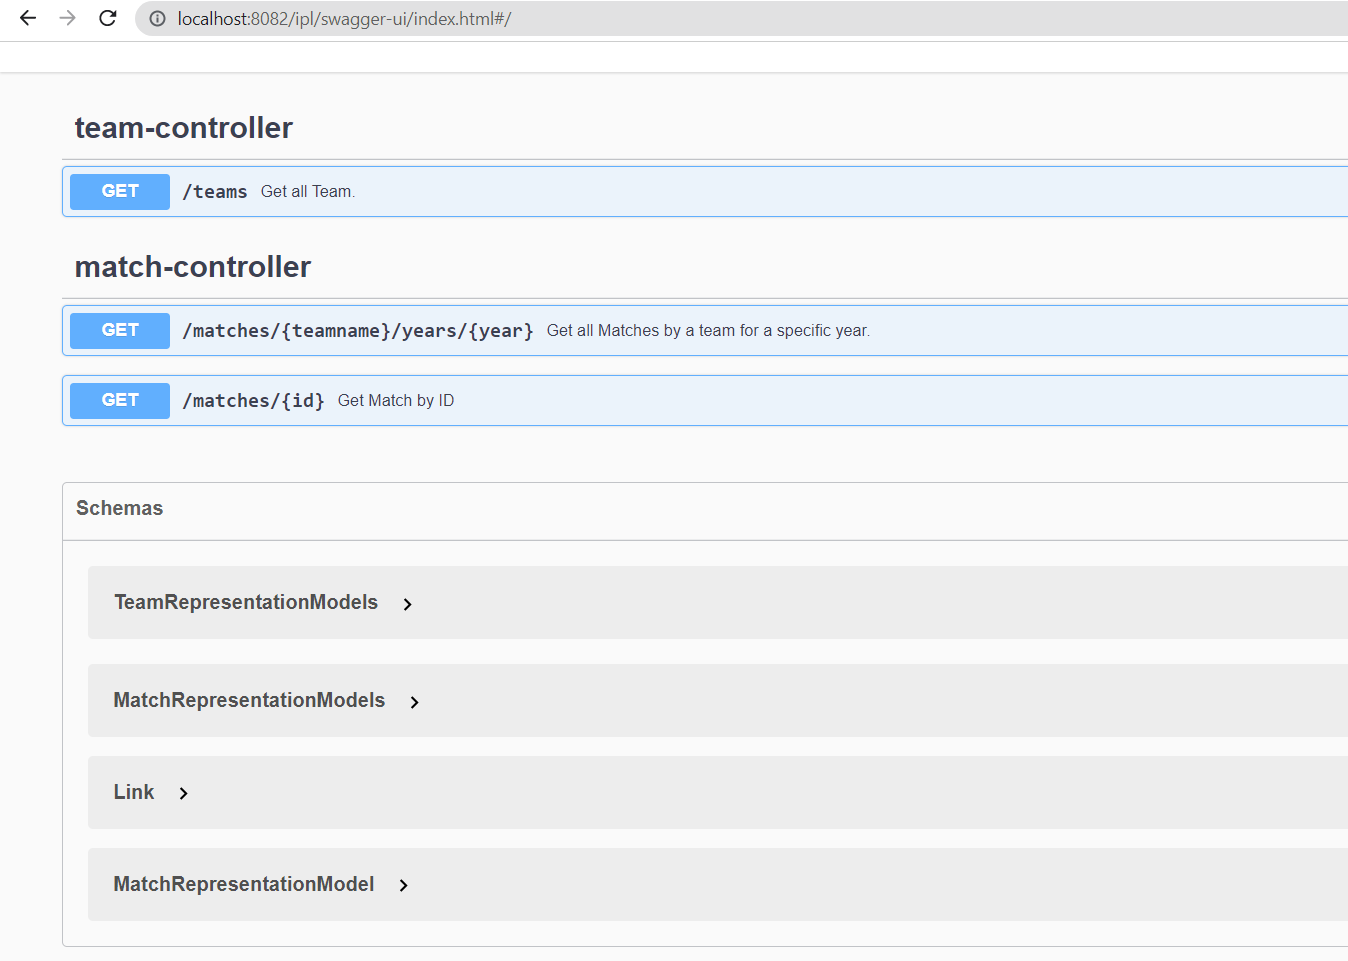 localhost:8082/ipl/swagger-ui/index.html#/
team-controller
GET /teams Get all Team.
match-controller
GET /matches/{teamname}/years/{year} Get all Matches by a team for a specific year.
GET /matches/{id} Get Match by ID
Schemas
TeamRepresentationModels
MatchRepresentationModels
Link
MatchRepresentationModel